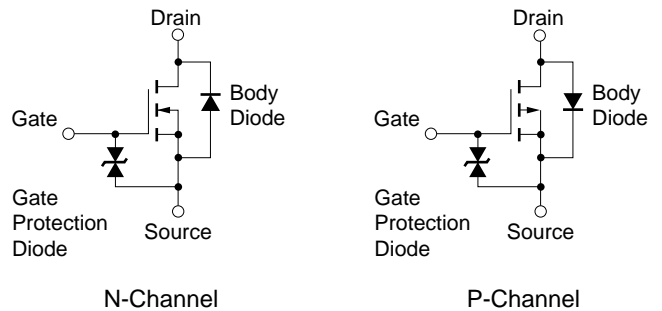 Drain
Body
Diode
Gate
Gate
Protection
Diode
Source
N-Channel
Drain
Body
Diode
Gate
Gate
Protection
Diode
Source
P-Channel